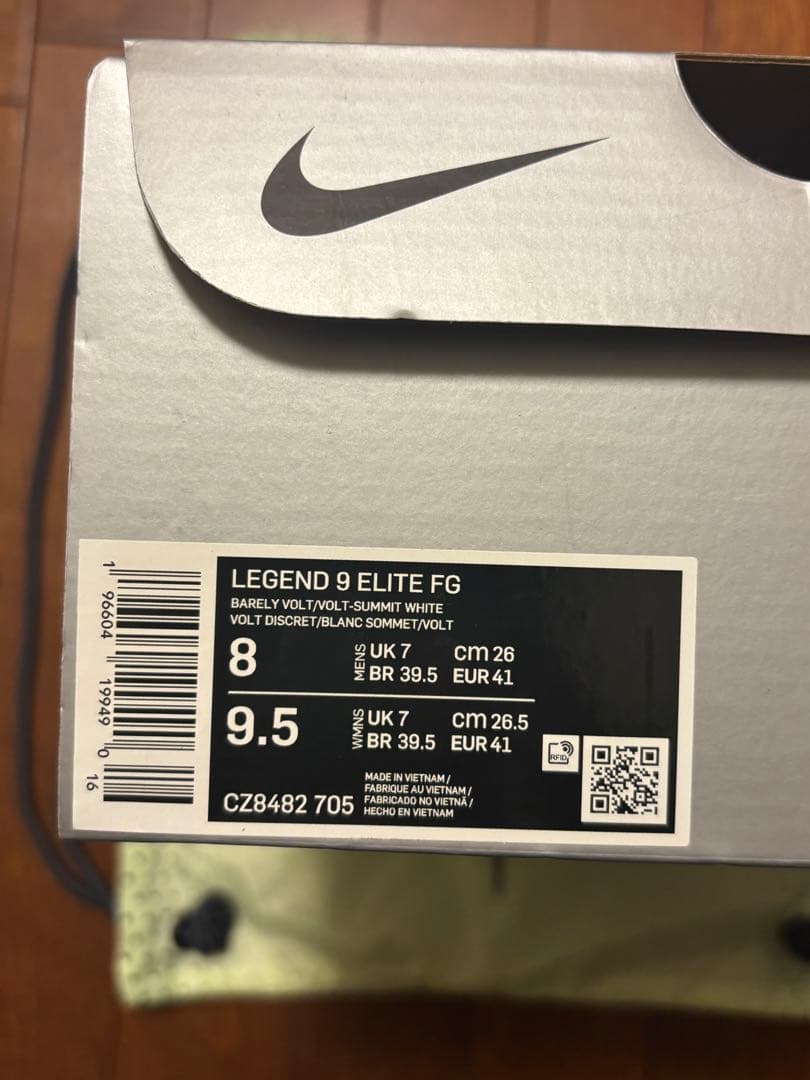 LEGEND 9 ELITE FG
BARELY VOLT/VOLT-SUMMIT WHITE
VOLT DISCRET/BLANC SOMMET/VOLT
8 MENS UK 7 cm 26
BR 39.5 EUR 41
9.5 WMNS UK 7 cm 26.5
BR 39.5 EUR 41
RFID
CZ8482 705
MADE IN VIETNAM /
FABRIQUE AU VIETNAM /
FABRICADO NO VIETNÃ /
HECHO EN VIETNAM
1 96604 19949 0 16